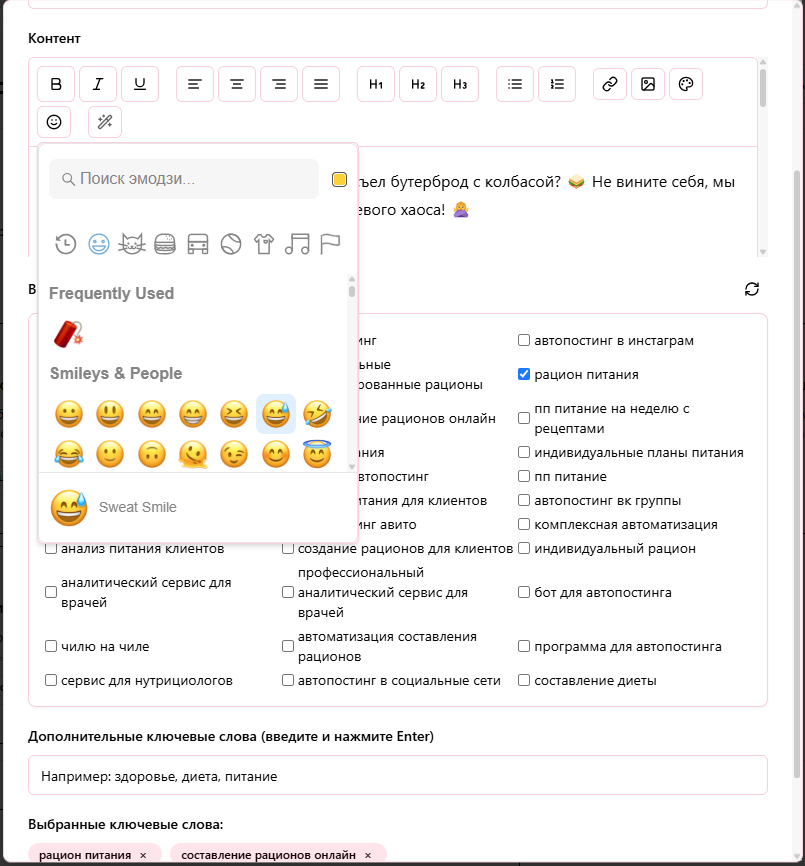 Контент
B I U H1 H2 H3
Поиск эмодзи...
ъел бутерброд с колбасой? 🥪 Не вините себя, мы
евого хаоса! 🙅‍♀️
Frequently Used
Smileys & People
Sweat Smile
В
нг
автопостинг в инстаграм
ьные
рованные рационы
рацион питания
ние рационов онлайн
пп питание на неделю с
рецептами
ания
индивидуальные планы питания
втопостинг
пп питание
итания для клиентов
автопостинг вк группы
нг авито
комплексная автоматизация
анализ питания клиентов
создание рационов для клиентов
индивидуальный рацион
аналитический сервис для
врачей
профессиональный
аналитический сервис для
врачей
бот для автопостинга
чилю на чиле
автоматизация составления
рационов
программа для автопостинга
сервис для нутрициологов
автопостинг в социальные сети
составление диеты
Дополнительные ключевые слова (введите и нажмите Enter)
Например: здоровье, диета, питание
Выбранные ключевые слова:
рацион питания ×
составление рационов онлайн ×